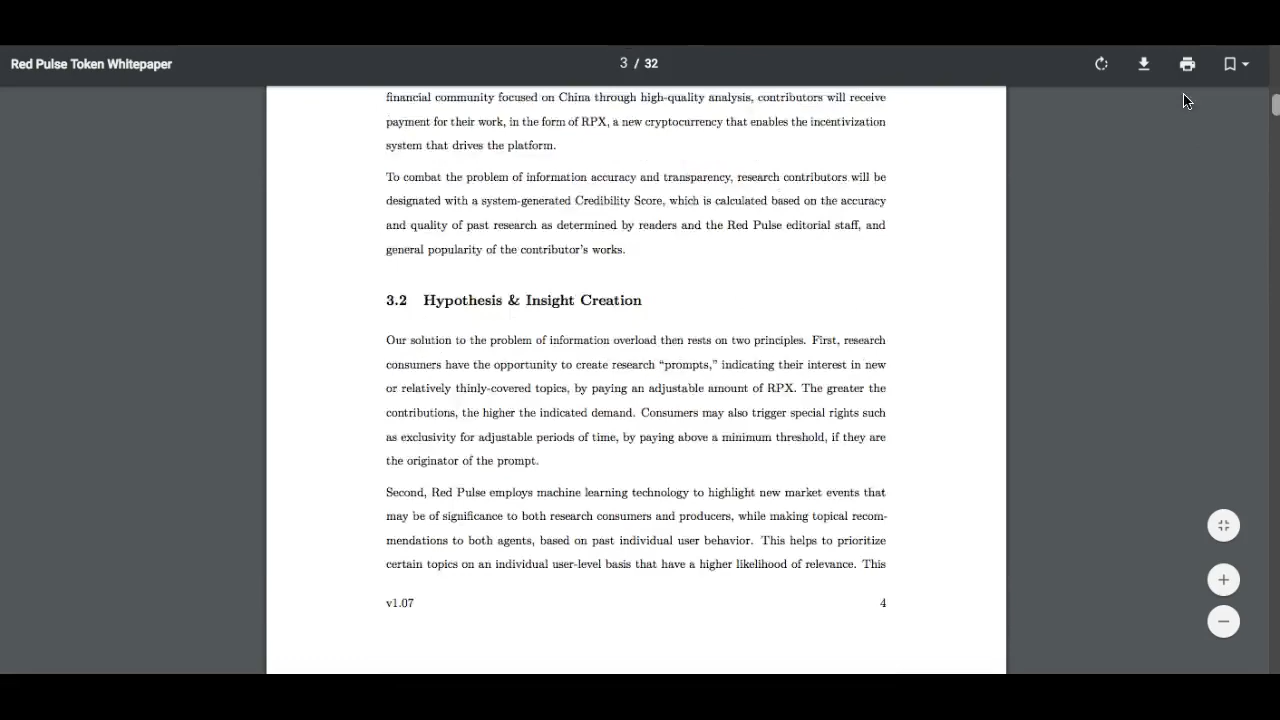 Red Pulse Token Whitepaper
3 / 32
financial community focused on China through high-quality analysis, contributors will receive
payment for their work, in the form of RPX, a new cryptocurrency that enables the incentivization
system that drives the platform.
To combat the problem of information accuracy and transparency, research contributors will be
designated with a system-generated Credibility Score, which is calculated based on the accuracy
and quality of past research as determined by readers and the Red Pulse editorial staff, and
general popularity of the contributor's works.
3.2 Hypothesis & Insight Creation
Our solution to the problem of information overload then rests on two principles. First, research
consumers have the opportunity to create research “prompts,” indicating their interest in new
or relatively thinly-covered topics, by paying an adjustable amount of RPX. The greater the
contributions, the higher the indicated demand. Consumers may also trigger special rights such
as exclusivity for adjustable periods of time, by paying above a minimum threshold, if they are
the originator of the prompt.
Second, Red Pulse employs machine learning technology to highlight new market events that
may be of significance to both research consumers and producers, while making topical recom-
mendations to both agents, based on past individual user behavior. This helps to prioritize
certain topics on an individual user-level basis that have a higher likelihood of relevance. This
v1.07 4